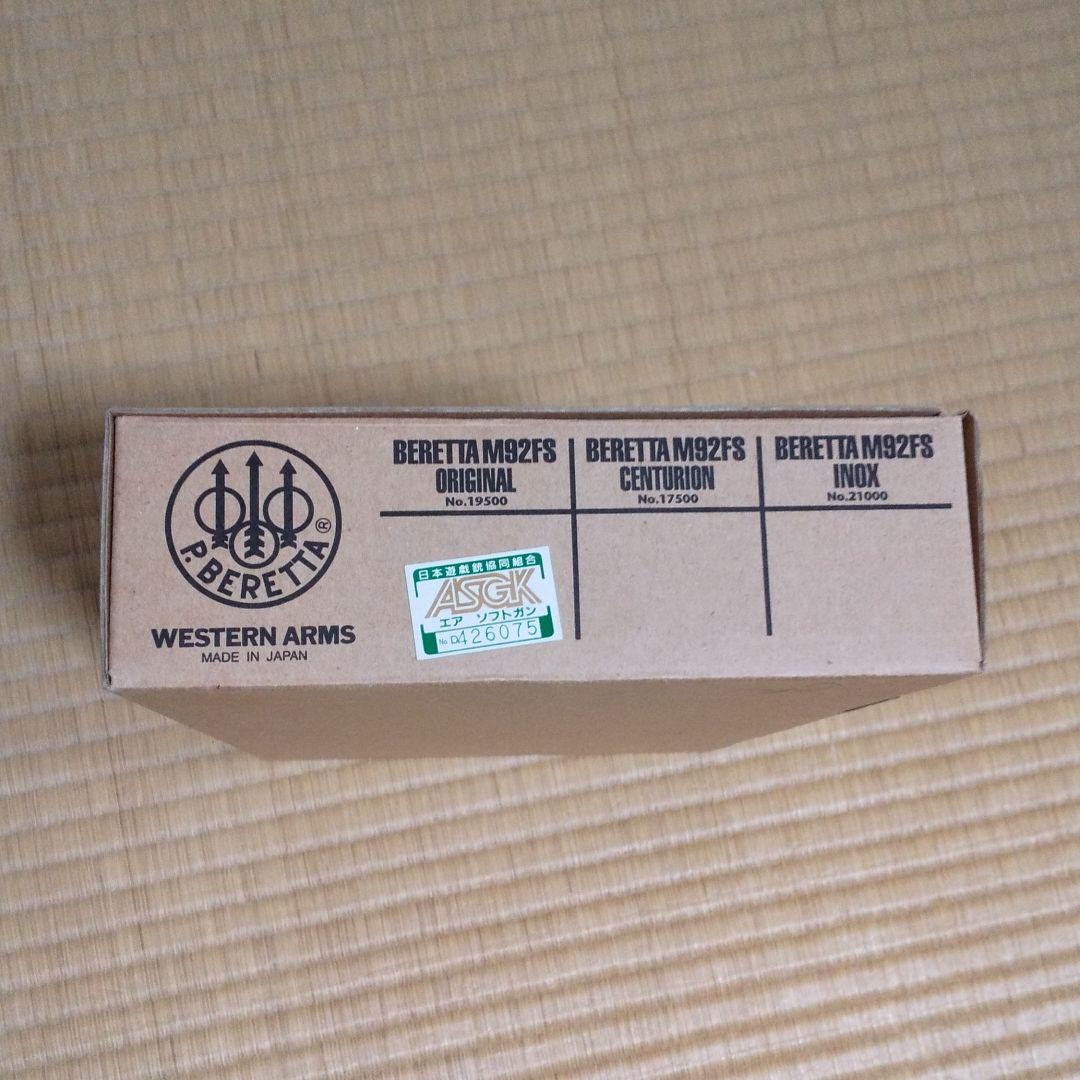 P. BERETTA ®
WESTERN ARMS
MADE IN JAPAN
BERETTA M92FS
ORIGINAL
No.19500
BERETTA M92FS
CENTURION
No.17500
BERETTA M92FS
INOX
No.21000
日本遊戯銃協同組合
ASGK
エア ソフトガン
No. D426075